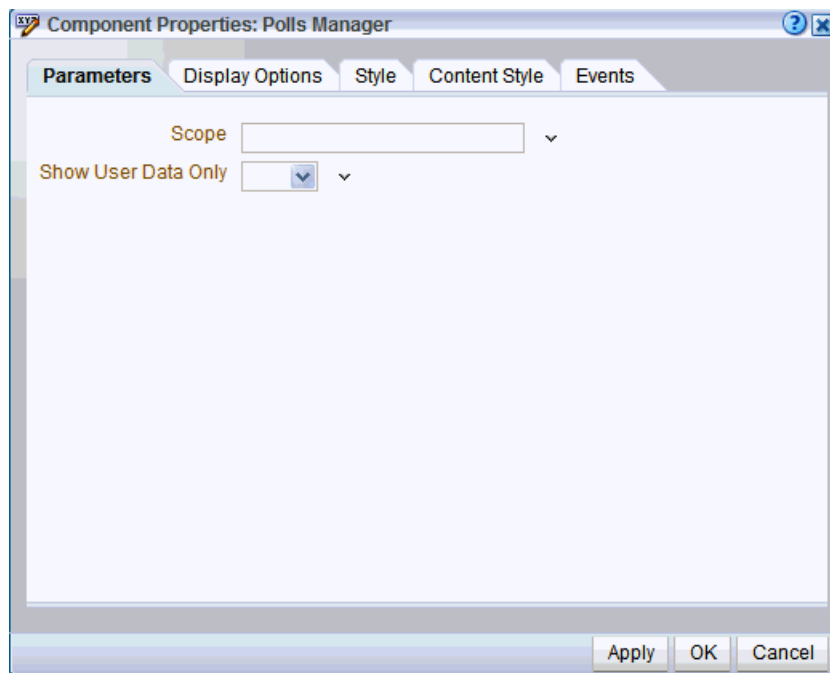 Component Properties: Polls Manager
Parameters Display Options Style Content Style Events
Scope
Show User Data Only
Apply OK Cancel